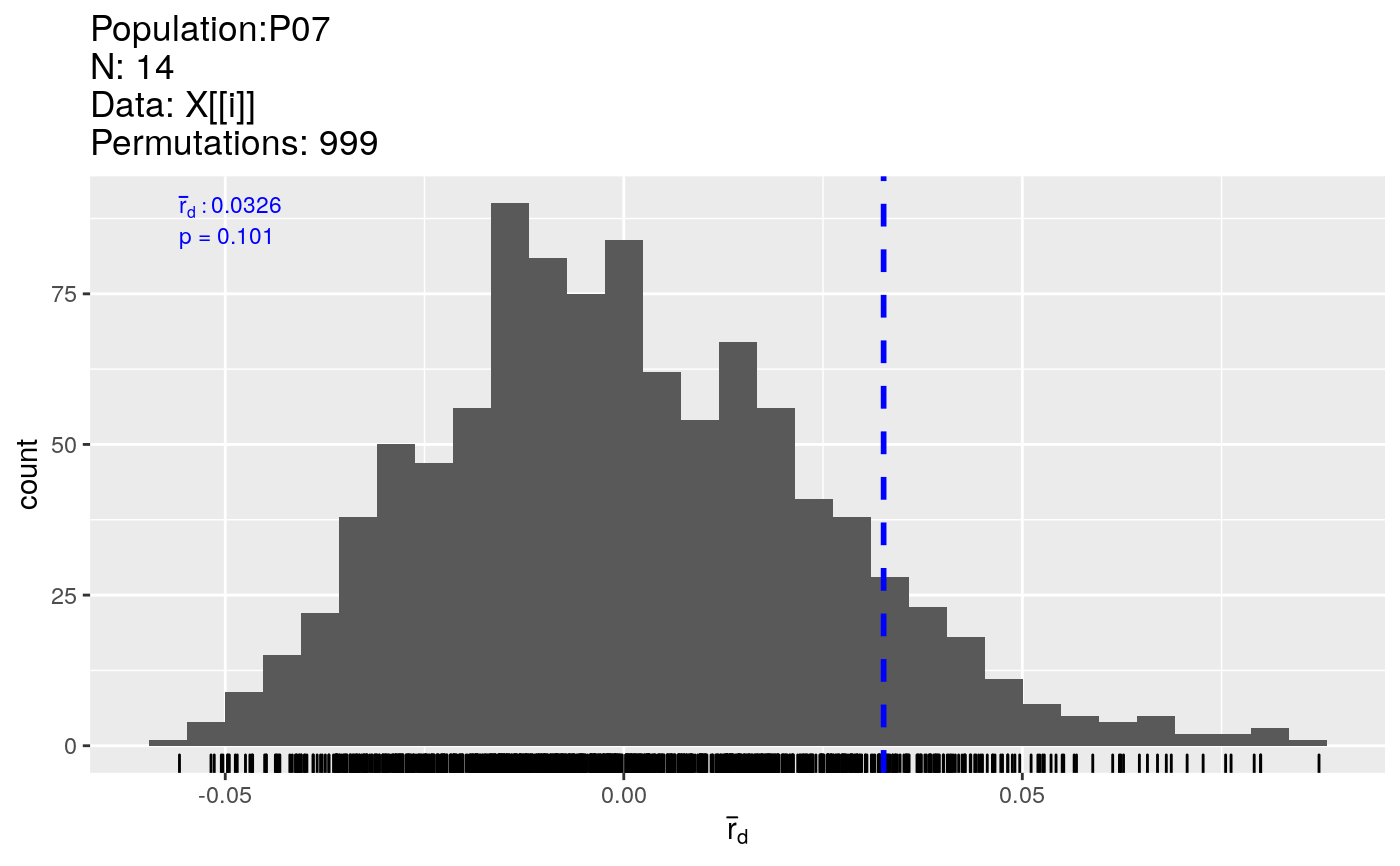 Population:P07
N: 14
Data: X[[i]]
Permutations: 999
r̄d : 0.0326
p = 0.101
75
50
25
0
count
-0.05 0.00 0.05
r̄d